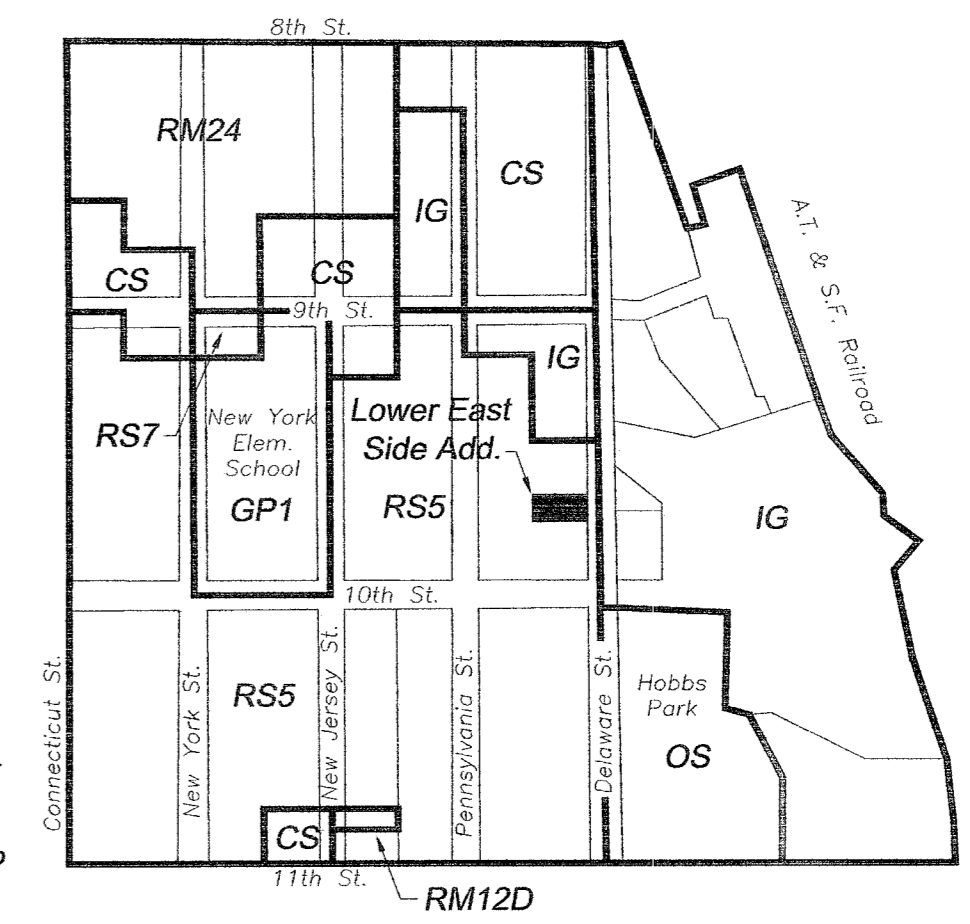 8th St.
RM24
CS
IG
CS
CS
A.T. & S.F. Railroad
9th St.
IG
RS7
New York
Elem.
School
GP1
Lower East
Side Add.
RS5
IG
10th St.
Connecticut St.
New York St.
RS5
New Jersey St.
Pennsylvania St.
Delaware St.
Hobbs
Park
OS
CS
11th St.
RM12D